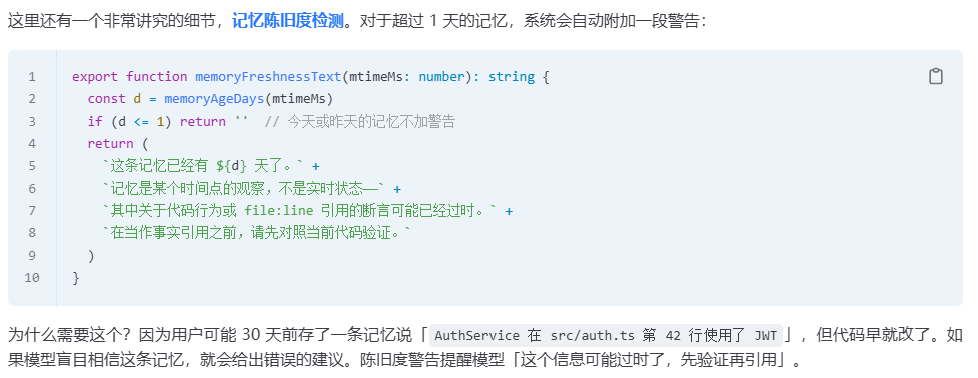 这里还有一个非常讲究的细节，记忆陈旧度检测。对于超过 1 天的记忆，系统会自动附加一段警告：
1 export function memoryFreshnessText(mtimeMs: number): string {
2   const d = memoryAgeDays(mtimeMs)
3   if (d <= 1) return ''  // 今天或昨天的记忆不加警告
4   return (
5     `这条记忆已经有 ${d} 天了。` +
6     `记忆是某个时间点的观察，不是实时状态——` +
7     `其中关于代码行为或 file:line 引用的断言可能已经过时。` +
8     `在当作事实引用之前，请先对照当前代码验证。`
9   )
10 }
为什么需要这个？因为用户可能 30 天前存了一条记忆说「AuthService 在 src/auth.ts 第 42 行使用了 JWT」，但代码早就改了。如
果模型盲目相信这条记忆，就会给出错误的建议。陈旧度警告提醒模型「这个信息可能过时了，先验证再引用」。